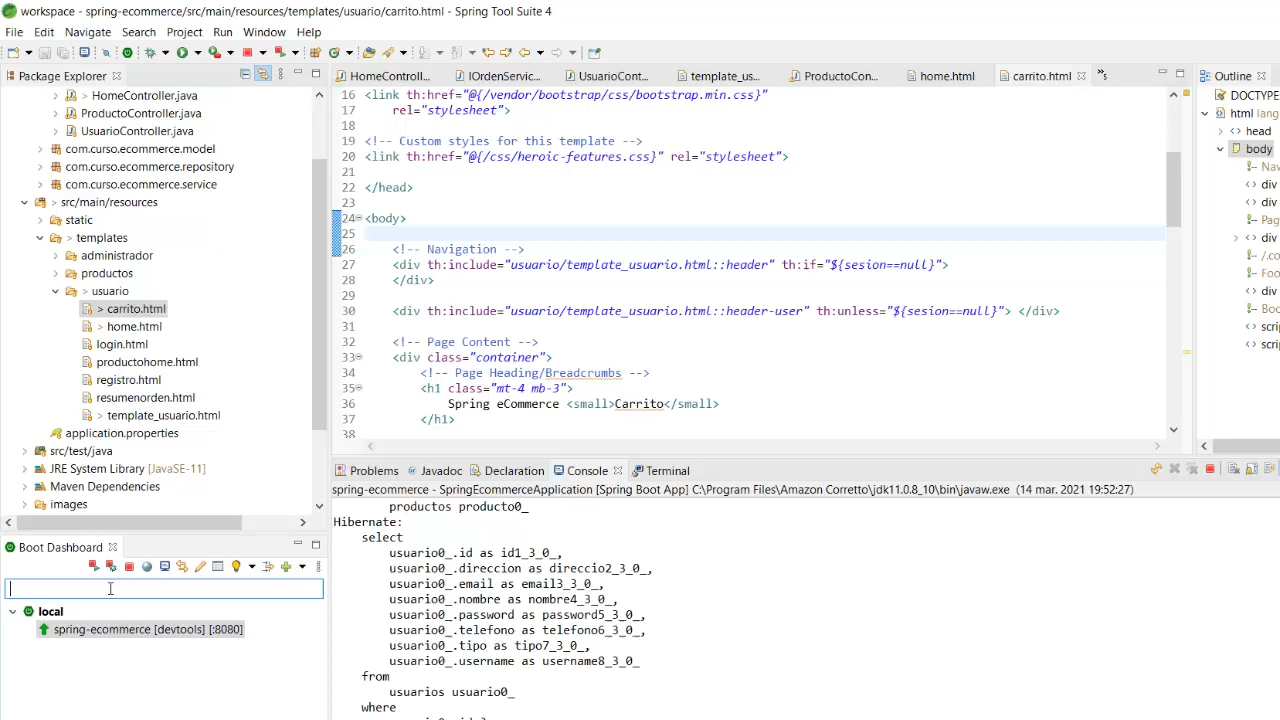 workspace - spring-ecommerce/src/main/resources/templates/usuario/carrito.html - Spring Tool Suite 4
File Edit Navigate Search Project Run Window Help
Package Explorer
HomeControll... IOrdenServic... UsuarioCont... template_us... ProductoCon... home.html carrito.html
Outline
> HomeController.java
ProductoController.java
UsuarioController.java
com.curso.ecommerce.model
com.curso.ecommerce.repository
com.curso.ecommerce.service
> src/main/resources
static
> templates
administrador
productos
> usuario
> carrito.html
> home.html
login.html
productohome.html
registro.html
resumenorden.html
> template_usuario.html
application.properties
src/test/java
JRE System Library [JavaSE-11]
Maven Dependencies
images
16 <link th:href="@{/vendor/bootstrap/css/bootstrap.min.css}"
17 rel="stylesheet">
18
19 <!-- Custom styles for this template -->
20 <link th:href="@{/css/heroic-features.css}" rel="stylesheet">
21
22 </head>
23
24 <body>
25
26 <!-- Navigation -->
27 <div th:include="usuario/template_usuario.html::header" th:if="${sesion==null}">
28 </div>
29
30 <div th:include="usuario/template_usuario.html::header-user" th:unless="${sesion==null}"> </div>
31
32 <!-- Page Content -->
33 <div class="container">
34 <!-- Page Heading/Breadcrumbs -->
35 <h1 class="mt-4 mb-3">
36 Spring eCommerce <small>Carrito</small>
37 </h1>
38
DOCTYPE
html lang
head
body
Nav
div
div
Pag
div
/.co
Foo
div
Boo
scri
scri
Boot Dashboard
local
spring-ecommerce [devtools] [:8080]
Problems Javadoc Declaration Console Terminal
spring-ecommerce - SpringEcommerceApplication [Spring Boot App] C:\Program Files\Amazon Corretto\jdk11.0.8_10\bin\javaw.exe (14 mar. 2021 19:52:27)
productos producto0_
Hibernate:
select
usuario0_.id as id1_3_0_,
usuario0_.direccion as direccio2_3_0_,
usuario0_.email as email3_3_0_,
usuario0_.nombre as nombre4_3_0_,
usuario0_.password as password5_3_0_,
usuario0_.telefono as telefono6_3_0_,
usuario0_.tipo as tipo7_3_0_,
usuario0_.username as username8_3_0_
from
usuarios usuario0_
where